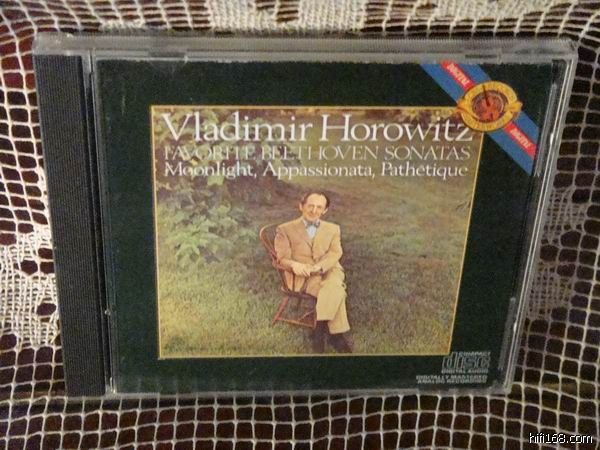 Vladimir Horowitz
FAVORITE BEETHOVEN SONATAS
Moonlight, Appassionata, Pathétique
DIGITAL
DIGITAL
COMPACT
disc
DIGITAL AUDIO
DIGITALLY MASTERED
ANALOG RECORDING
hifi168.com